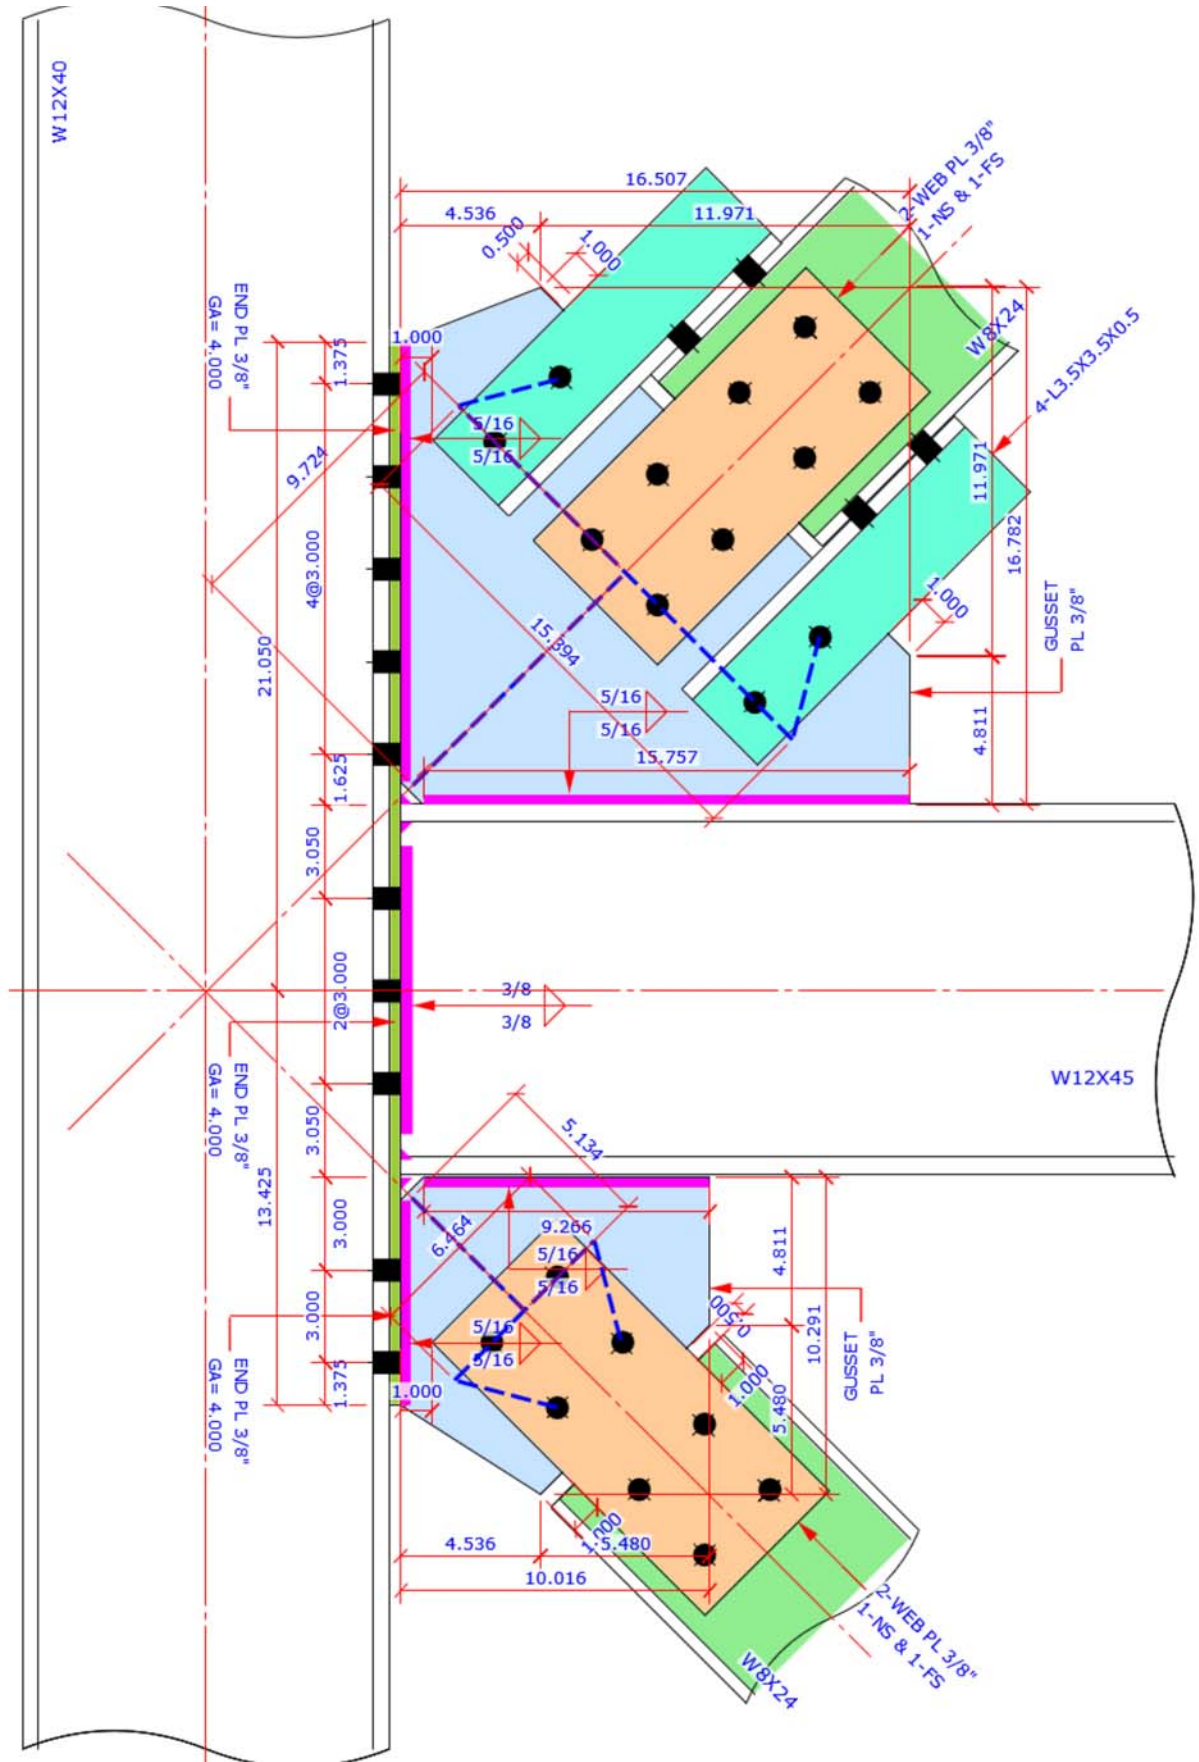 W12X40
16.507
4.536
11.971
0.500
1.000
2-WEB PL 3/8"
1-NS & 1-FS
W8X24
4-L3.5X3.5X0.5
END PL 3/8"
GA= 4.000
1.375
1.000
9.724
5/16
5/16
4@3.000
21.050
15.394
11.971
16.782
1.000
GUSSET
PL 3/8"
4.811
5/16
5/16
15.757
1.625
3.050
2@3.000
3/8
3/8
END PL 3/8"
GA= 4.000
W12X45
3.050
13.425
5.134
6.464
9.266
5/16
5/16
4.811
10.291
GUSSET
PL 3/8"
3.000
3.000
5/16
5/16
0.500
1.000
5.480
END PL 3/8"
GA= 4.000
1.375
1.000
1.000
4.536
5.480
10.016
2-WEB PL 3/8"
1-NS & 1-FS
W8X24